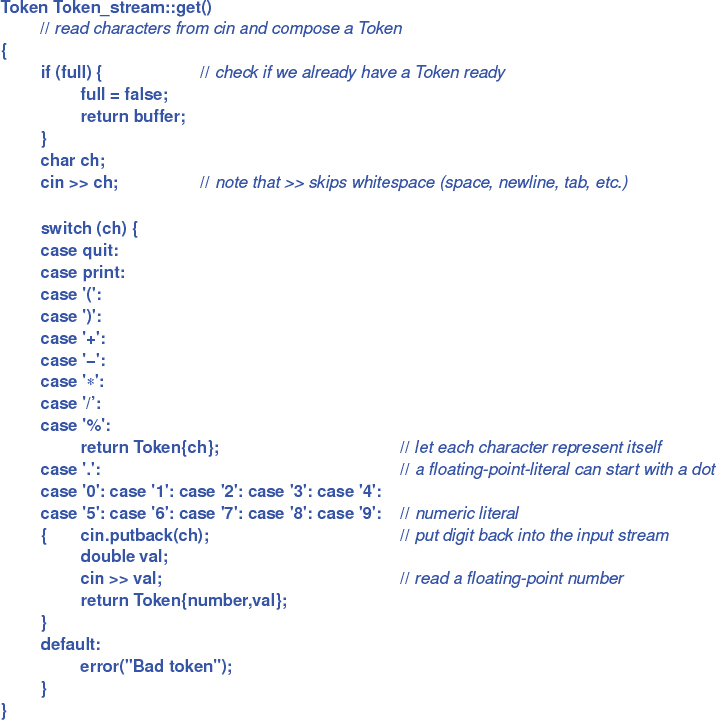 Token Token_stream::get()
// read characters from cin and compose a Token
{
if (full) { // check if we already have a Token ready
full = false;
return buffer;
}
char ch;
cin >> ch; // note that >> skips whitespace (space, newline, tab, etc.)
switch (ch) {
case quit:
case print:
case '(':
case ')':
case '+':
case '−':
case '*':
case '/':
case '%':
return Token{ch}; // let each character represent itself
case '.': // a floating-point-literal can start with a dot
case '0': case '1': case '2': case '3': case '4':
case '5': case '6': case '7': case '8': case '9': // numeric literal
{ cin.putback(ch); // put digit back into the input stream
double val;
cin >> val; // read a floating-point number
return Token{number,val};
}
default:
error("Bad token");
}
}